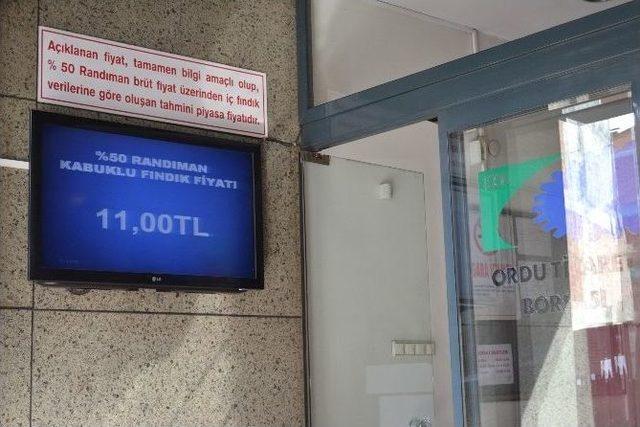 Açıklanan fiyat, tamamen bilgi amaçlı olup,
% 50 Randıman brüt fiyat üzerinden iç fındık
verilerine göre oluşan tahmini piyasa fiyatıdır.
%50 RANDIMAN
KABUKLU FINDIK FİYATI
11,00TL
LG
ORDU TİCARET
BORSASI